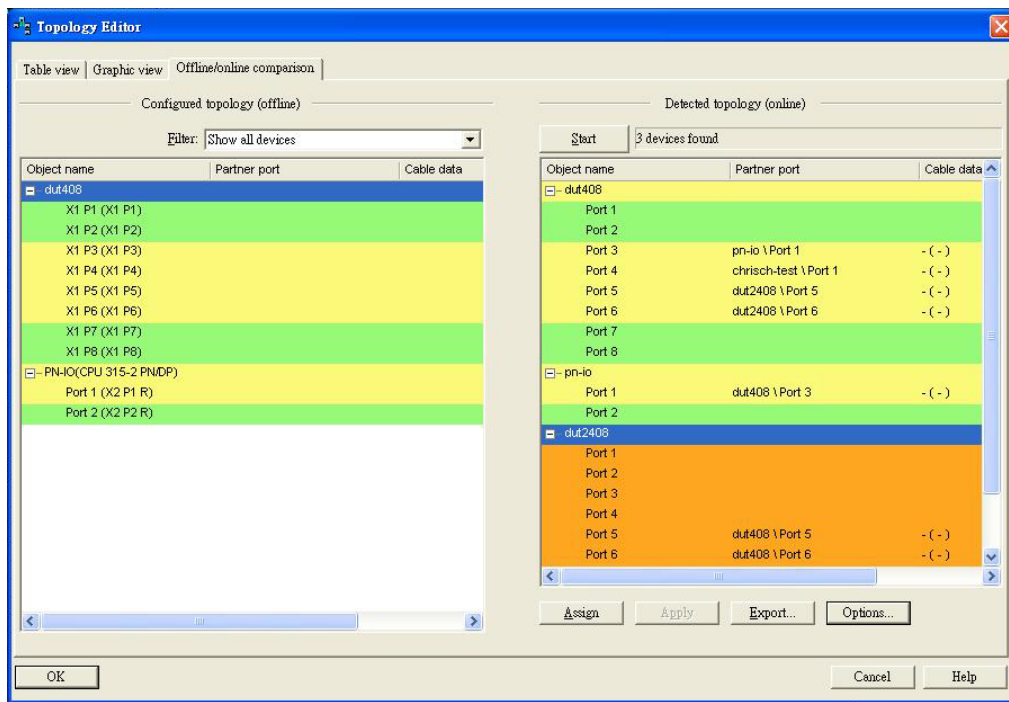 Topology Editor
Table view Graphic view Offline/online comparison
Configured topology (offline)
Filter: Show all devices
Object name Partner port Cable data
dut408
X1 P1 (X1 P1)
X1 P2 (X1 P2)
X1 P3 (X1 P3)
X1 P4 (X1 P4)
X1 P5 (X1 P5)
X1 P6 (X1 P6)
X1 P7 (X1 P7)
X1 P8 (X1 P8)
PN-IO(CPU 315-2 PN/DP)
Port 1 (X2 P1 R)
Port 2 (X2 P2 R)
Detected topology (online)
Start 3 devices found
Object name Partner port Cable data
dut408
Port 1
Port 2
Port 3 pn-io \ Port 1 - ( - )
Port 4 chrisch-test \ Port 1 - ( - )
Port 5 dut2408 \ Port 5 - ( - )
Port 6 dut2408 \ Port 6 - ( - )
Port 7
Port 8
pn-io
Port 1 dut408 \ Port 3 - ( - )
Port 2
dut2408
Port 1
Port 2
Port 3
Port 4
Port 5 dut408 \ Port 5 - ( - )
Port 6 dut408 \ Port 6 - ( - )
Assign Apply Export... Options...
OK Cancel Help